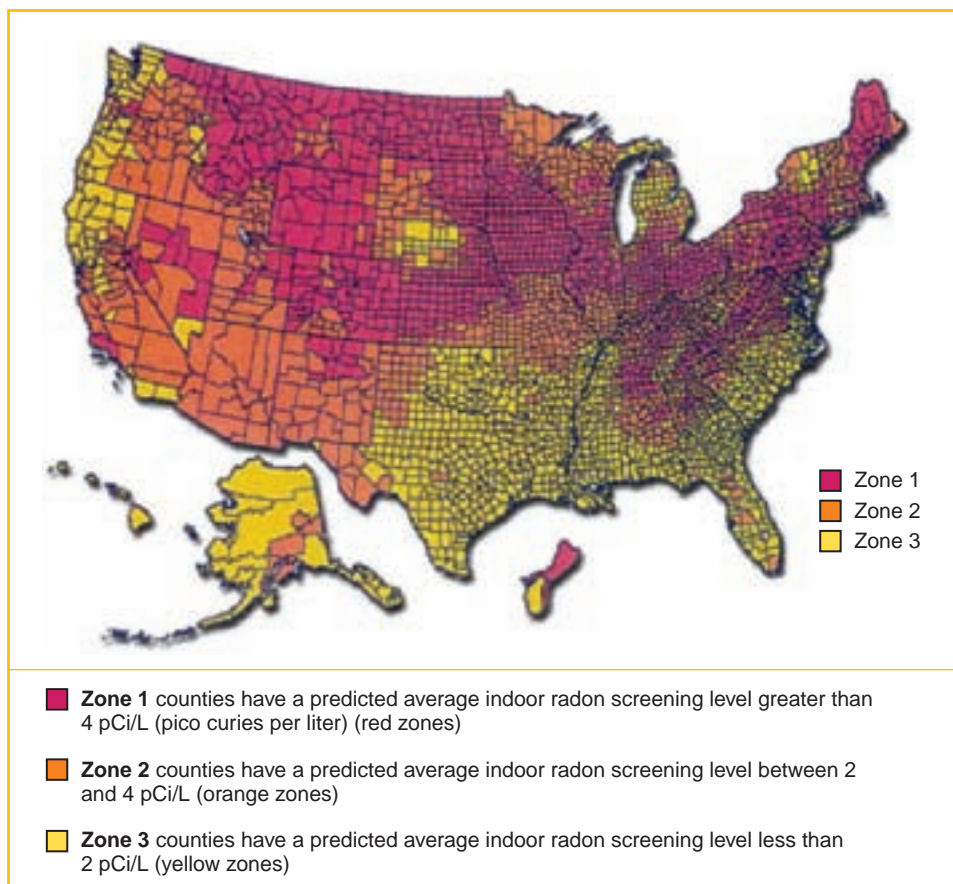 Zone 1
Zone 2
Zone 3
Zone 1 counties have a predicted average indoor radon screening level greater than
4 pCi/L (pico curies per liter) (red zones)
Zone 2 counties have a predicted average indoor radon screening level between 2
and 4 pCi/L (orange zones)
Zone 3 counties have a predicted average indoor radon screening level less than
2 pCi/L (yellow zones)